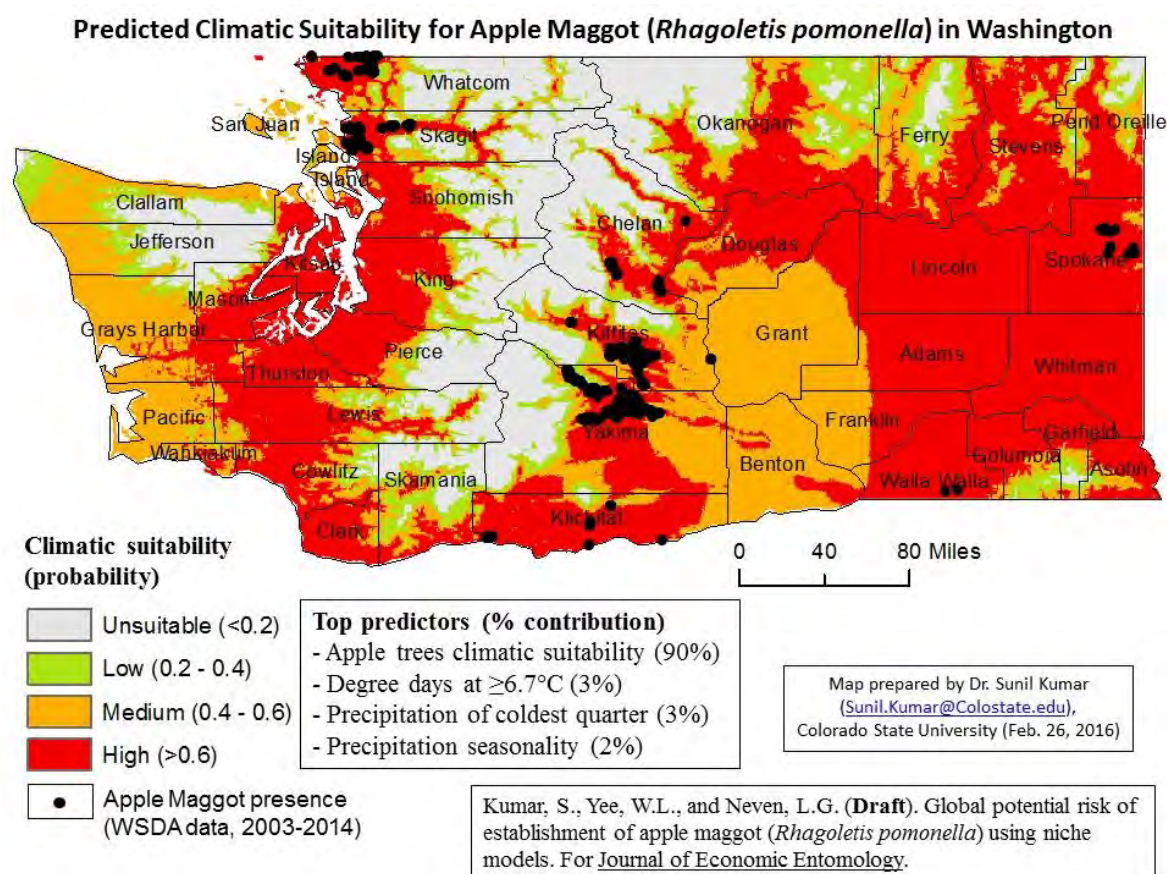 Predicted Climatic Suitability for Apple Maggot (Rhagoletis pomonella) in Washington
Whatcom
San Juan
Skagit
Okanogan
Ferry
Pend Oreille
Stevens
Island
Island
Snohomish
Clallam
Chelan
Jefferson
Douglas
Kitsap
King
Lincoln
Spokane
Mason
Grays Harbor
Kittitas
Grant
Pierce
Adams
Whitman
Thurston
Pacific
Lewis
Yakima
Franklin
Garfield
Wahkiakum
Benton
Columbia
Asotin
Cowlitz
Skamania
Walla Walla
Klickitat
Clark
0 40 80 Miles
Climatic suitability
(probability)
Unsuitable (<0.2)
Low (0.2 - 0.4)
Medium (0.4 - 0.6)
High (>0.6)
Apple Maggot presence
(WSDA data, 2003-2014)
Top predictors (% contribution)
- Apple trees climatic suitability (90%)
- Degree days at ≥6.7°C (3%)
- Precipitation of coldest quarter (3%)
- Precipitation seasonality (2%)
Map prepared by Dr. Sunil Kumar
(Sunil.Kumar@Colostate.edu),
Colorado State University (Feb. 26, 2016)
Kumar, S., Yee, W.L., and Neven, L.G. (Draft). Global potential risk of
establishment of apple maggot (Rhagoletis pomonella) using niche
models. For Journal of Economic Entomology.